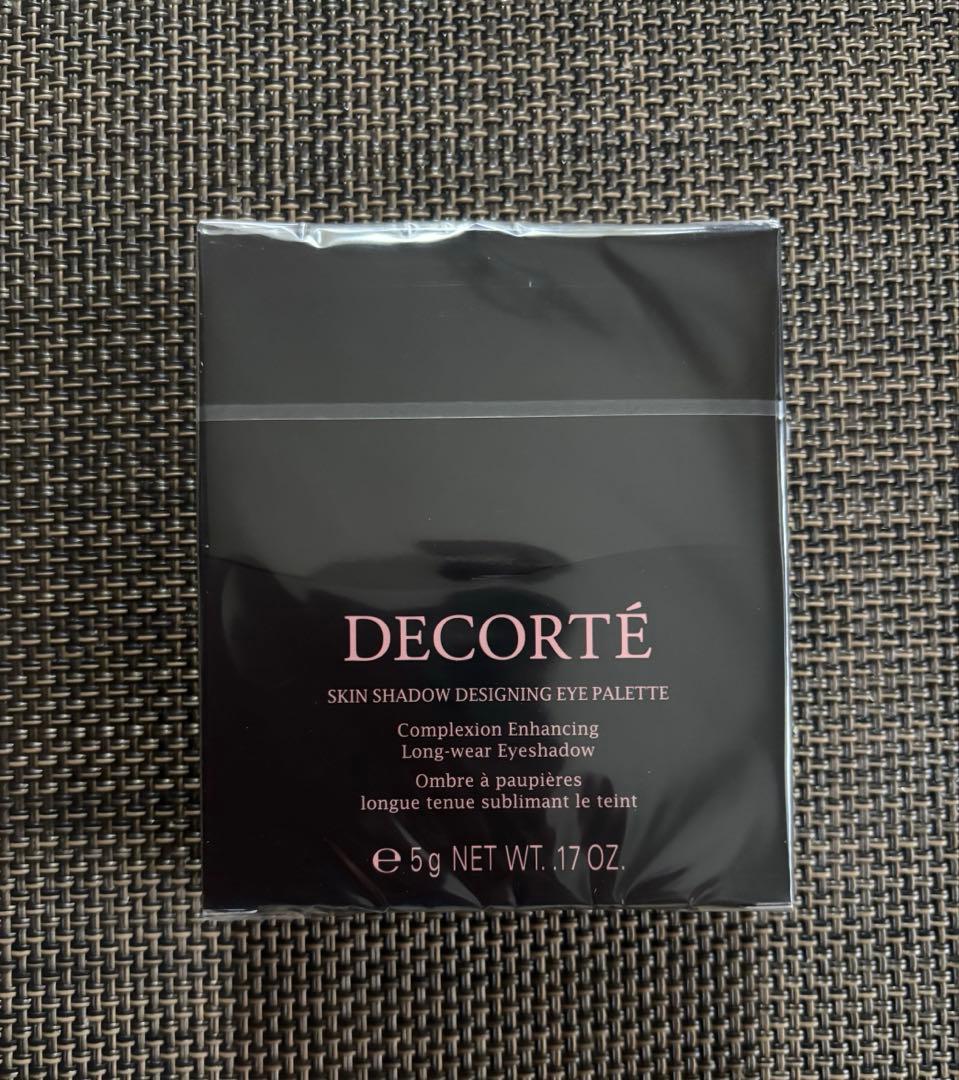 DECORTÉ
SKIN SHADOW DESIGNING EYE PALETTE
Complexion Enhancing
Long-wear Eyeshadow
Ombre à paupières
longue tenue sublimant le teint
℮ 5g NET WT. .17 OZ.